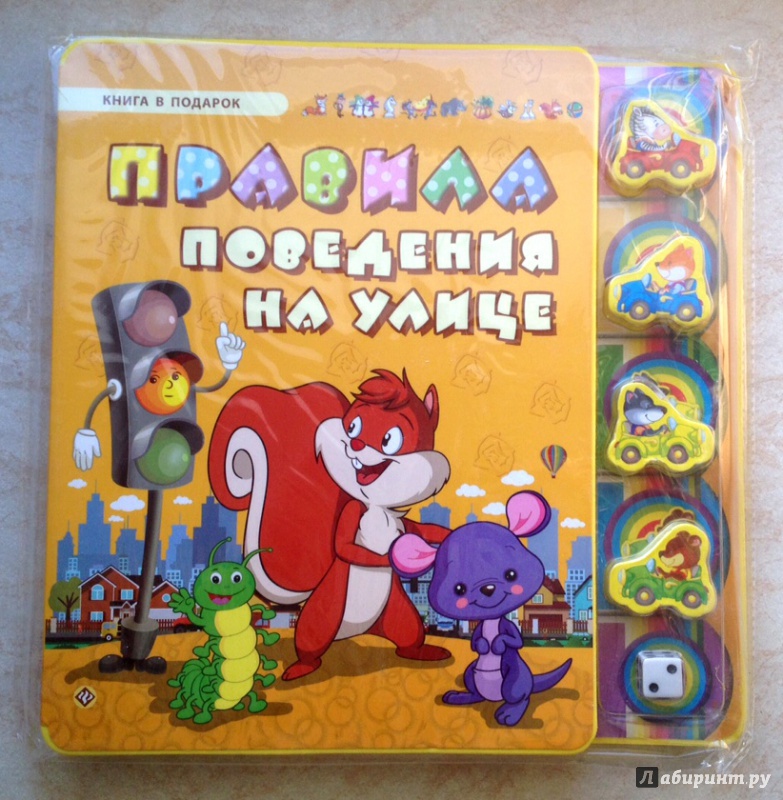 КНИГА В ПОДАРОК
ПРАВИЛА
ПОВЕДЕНИЯ
НА УЛИЦЕ
Лабиринт.ру